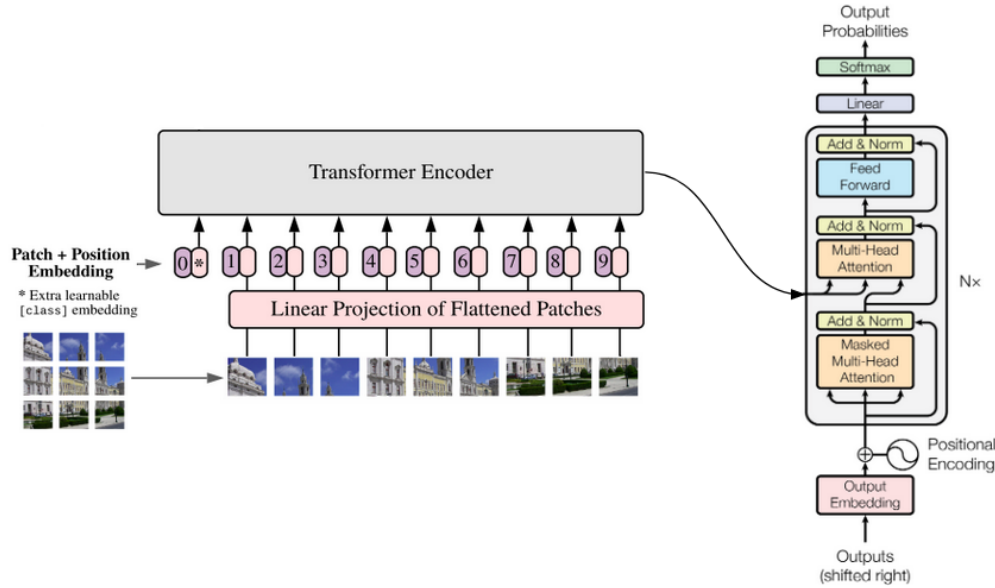 Transformer Encoder
Patch + Position
Embedding
0 * 1 2 3 4 5 6 7 8 9
* Extra learnable
[class] embedding
Linear Projection of Flattened Patches
Output
Probabilities
Softmax
Linear
Add & Norm
Feed
Forward
Add & Norm
Multi-Head
Attention
N×
Add & Norm
Masked
Multi-Head
Attention
Positional
Encoding
Output
Embedding
Outputs
(shifted right)